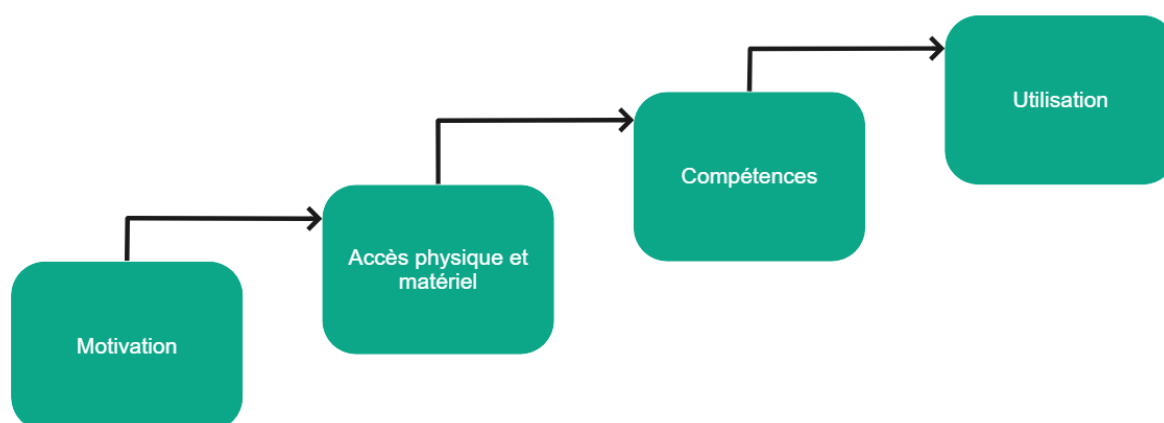 Motivation
Accès physique et
matériel
Compétences
Utilisation